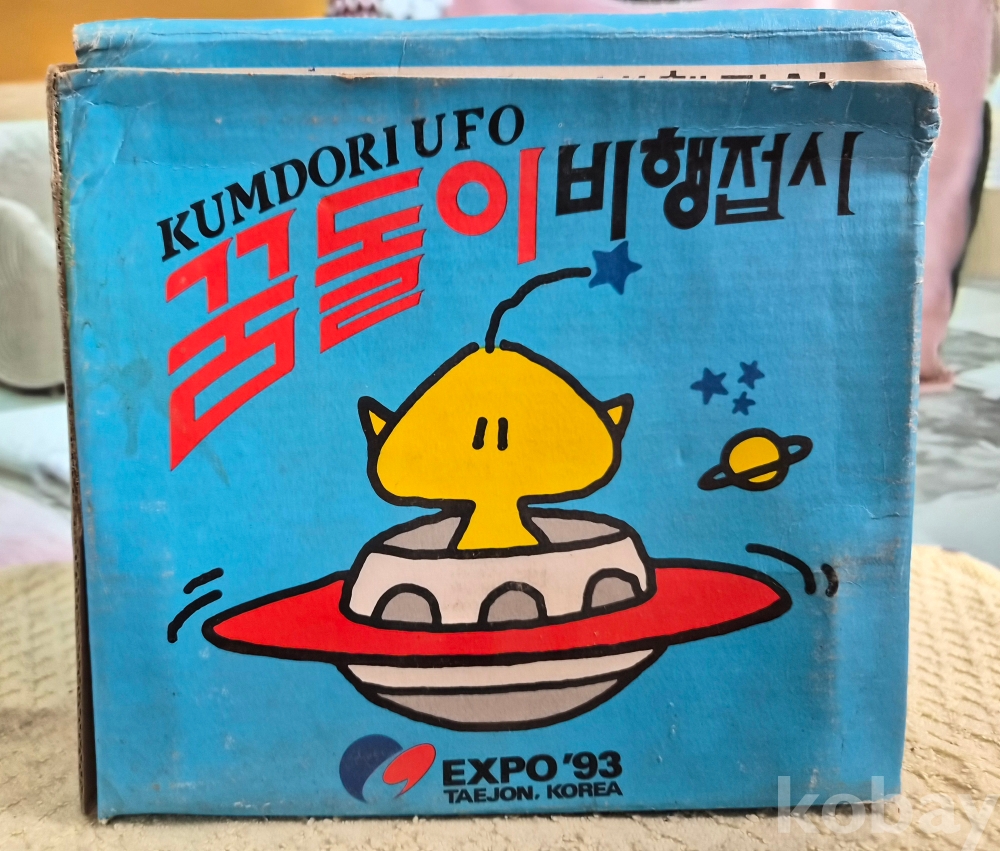 KUMDORI UFO
꿈돌이 비행접시
EXPO '93
TAEJON, KOREA
kobay